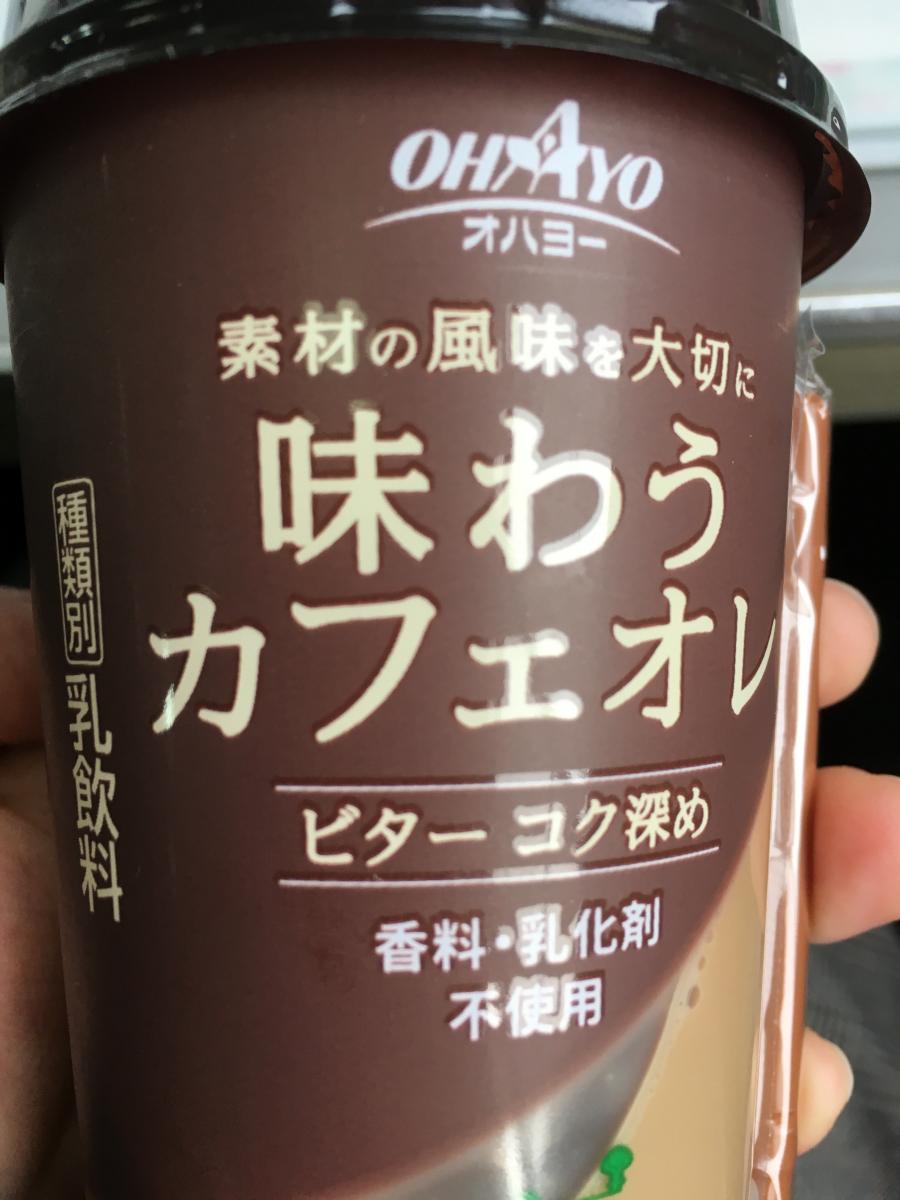 OHAYO
オハヨー
素材の風味を大切に
味わう
カフェオレ
ビター コク深め
香料・乳化剤
不使用
種類別 乳飲料